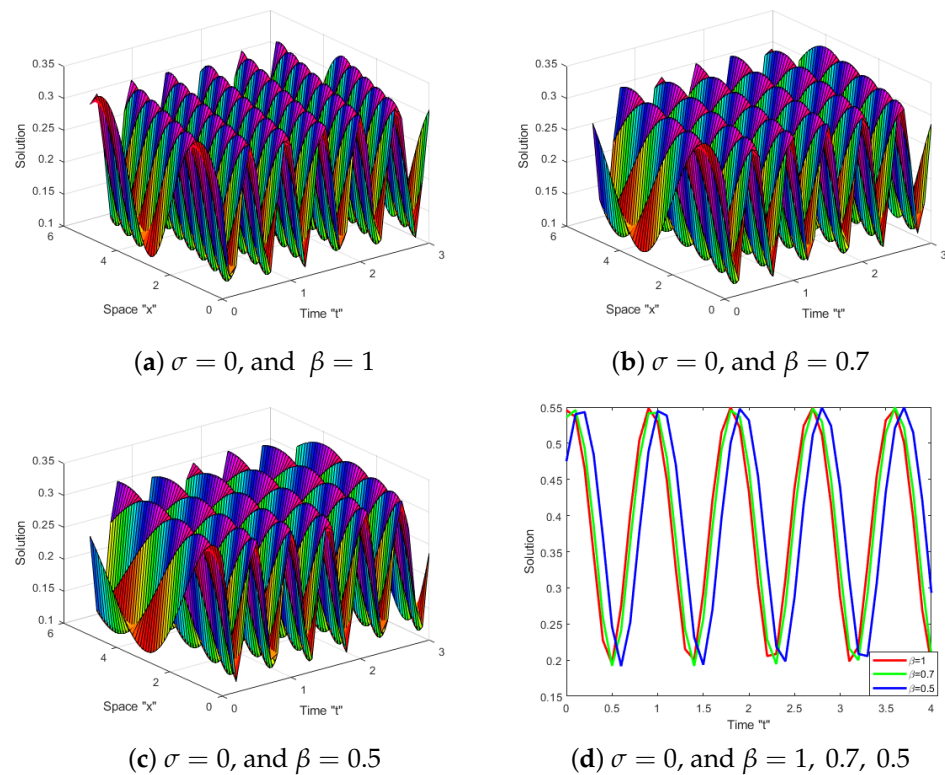 0.35
0.3
0.25
0.2
0.15
0.1
Solution
6
4
2
0
Space "x"
0
1
2
3
Time "t"
(a) σ = 0, and β = 1
0.35
0.3
0.25
0.2
0.15
0.1
Solution
6
4
2
0
Space "x"
0
1
2
3
Time "t"
(b) σ = 0, and β = 0.7
0.35
0.3
0.25
0.2
0.15
0.1
Solution
6
4
2
0
Space "x"
0
1
2
3
Time "t"
(c) σ = 0, and β = 0.5
0.55
0.5
0.45
0.4
0.35
0.3
0.25
0.2
0.15
Solution
0 0.5 1 1.5 2 2.5 3 3.5 4
Time "t"
β=1
β=0.7
β=0.5
(d) σ = 0, and β = 1, 0.7, 0.5